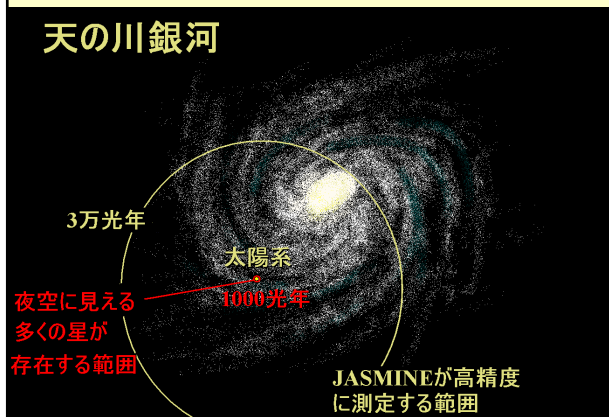 天の川銀河
3万光年
太陽系
1000光年
夜空に見える
多くの星が
存在する範囲
JASMINEが高精度
に測定する範囲